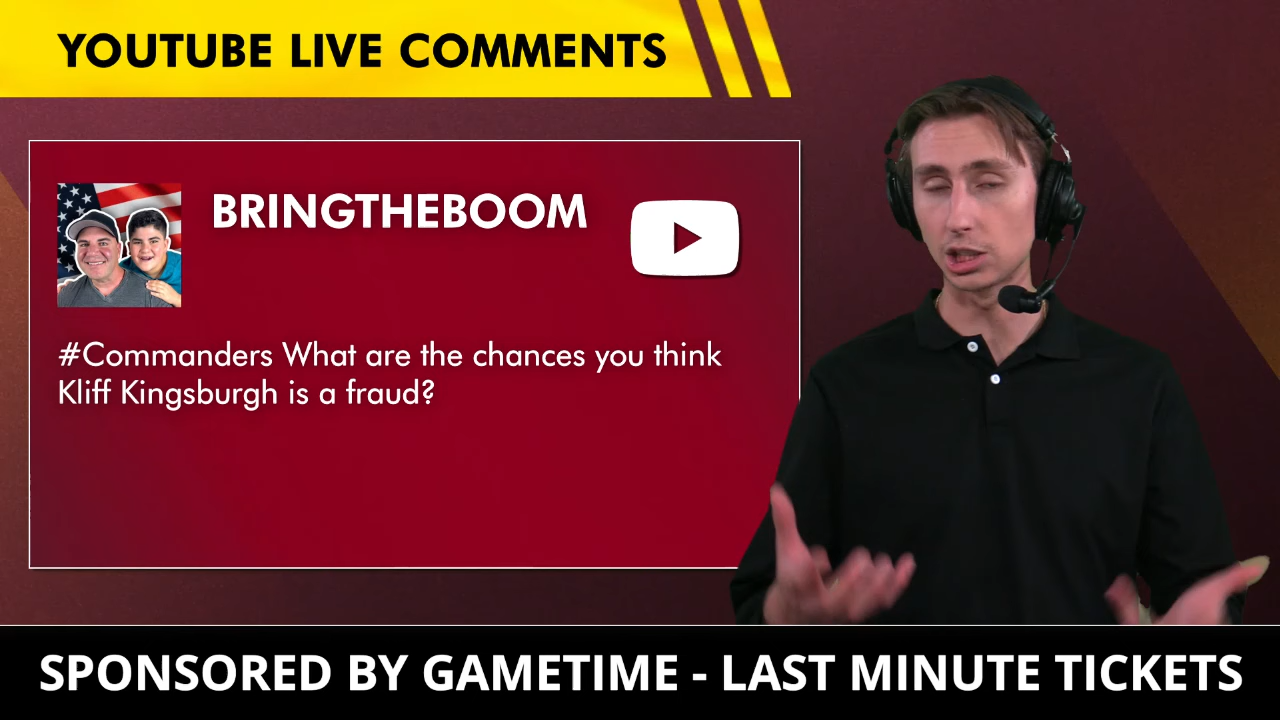 YOUTUBE LIVE COMMENTS
BRINGTHEBOOM
#Commanders What are the chances you think
Kliff Kingsburgh is a fraud?
SPONSORED BY GAMETIME - LAST MINUTE TICKETS